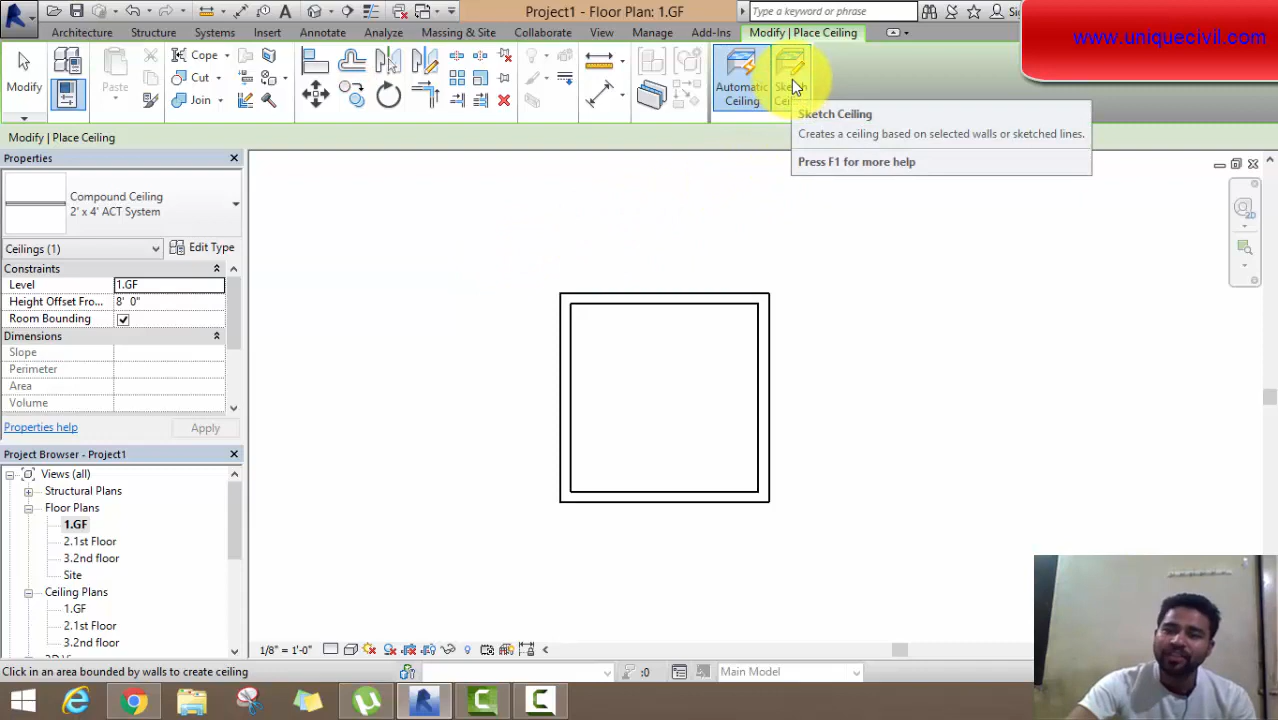 Project1 - Floor Plan: 1.GF
Type a keyword or phrase
www.uniquecivil.com
Architecture
Structure
Systems
Insert
Annotate
Analyze
Massing & Site
Collaborate
View
Manage
Add-Ins
Modify | Place Ceiling
Modify
Paste
Cope
Cut
Join
Automatic
Ceiling
Modify | Place Ceiling
Sketch Ceiling
Creates a ceiling based on selected walls or sketched lines.
Press F1 for more help
Properties
Compound Ceiling
2' x 4' ACT System
Ceilings (1)
Edit Type
Constraints
Level 1.GF
Height Offset Fro... 8' 0"
Room Bounding
Dimensions
Slope
Perimeter
Area
Volume
Properties help
Apply
Project Browser - Project1
Views (all)
Structural Plans
Floor Plans
1.GF
2.1st Floor
3.2nd floor
Site
Ceiling Plans
1.GF
2.1st Floor
3.2nd floor
2D
1/8" = 1'-0"
Click in an area bounded by walls to create ceiling
:0
Main Model